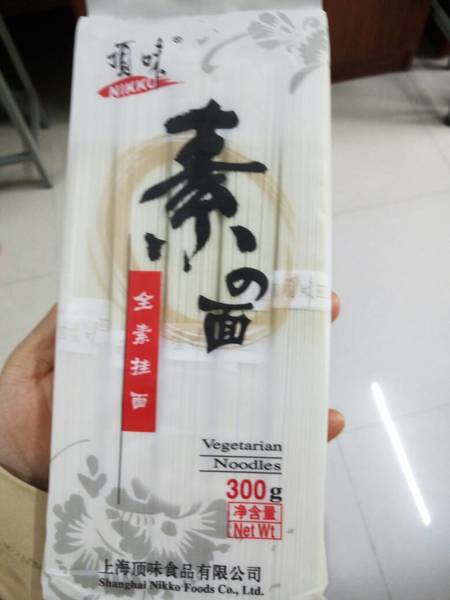 頂味®
NIKKO
素の面
全素挂面
Vegetarian
Noodles
300g
净含量
Net Wt
上海顶味食品有限公司
Shanghai Nikko Foods Co., Ltd.